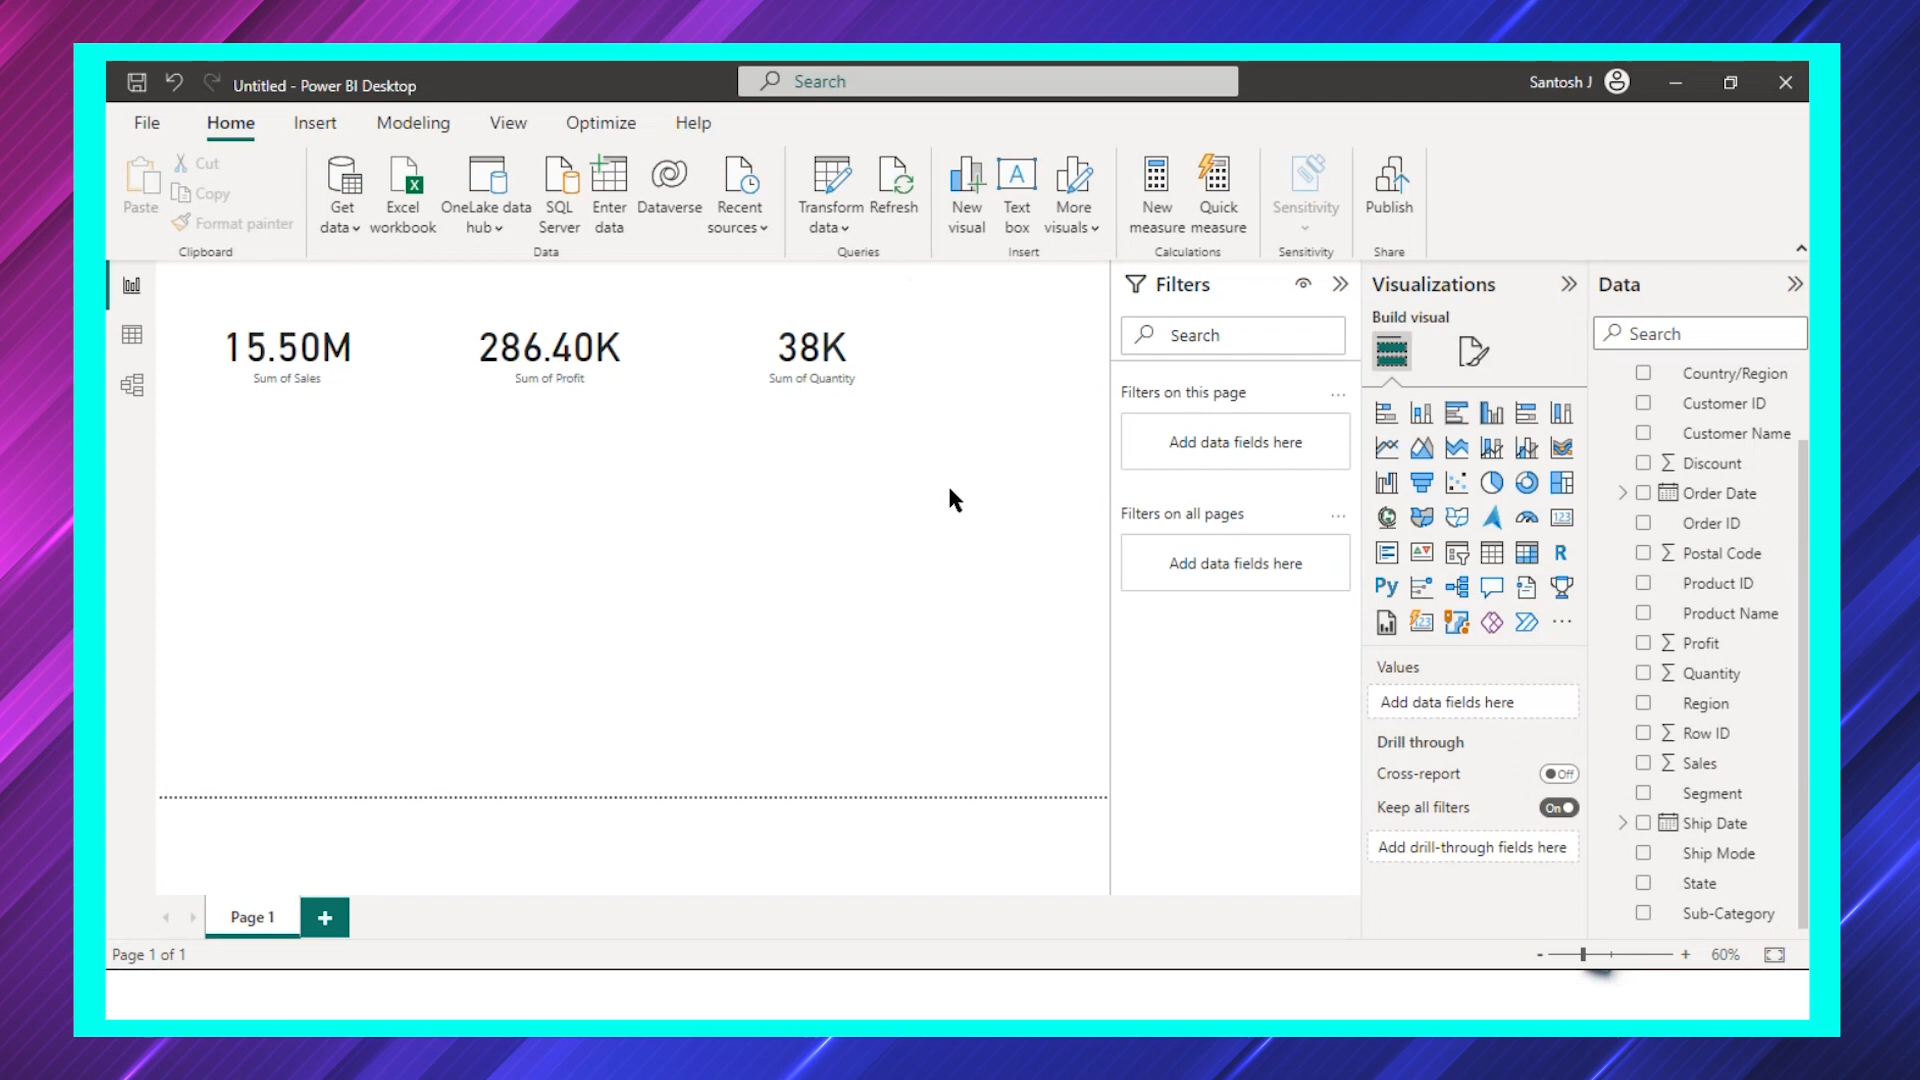 Untitled - Power BI Desktop
Search
Santosh J
File
Home
Insert
Modeling
View
Optimize
Help
Paste
Cut
Copy
Format painter
Clipboard
Get
data
Excel
workbook
OneLake data
hub
SQL
Server
Enter
data
Dataverse
Recent
sources
Data
Transform
data
Refresh
Queries
New
visual
A
Text
box
More
visuals
Insert
New
measure
Quick
measure
Calculations
Sensitivity
Sensitivity
Publish
Share
15.50M
Sum of Sales
286.40K
Sum of Profit
38K
Sum of Quantity
Filters
Search
Filters on this page
...
Add data fields here
Filters on all pages
...
Add data fields here
Visualizations
Build visual
123
R
Py
123
...
Values
Add data fields here
Drill through
Cross-report
Off
Keep all filters
On
Add drill-through fields here
Data
Search
Country/Region
Customer ID
Customer Name
Σ Discount
Order Date
Order ID
Σ Postal Code
Product ID
Product Name
Σ Profit
Σ Quantity
Region
Σ Row ID
Σ Sales
Segment
Ship Date
Ship Mode
State
Sub-Category
Page 1
+
Page 1 of 1
- + 60%